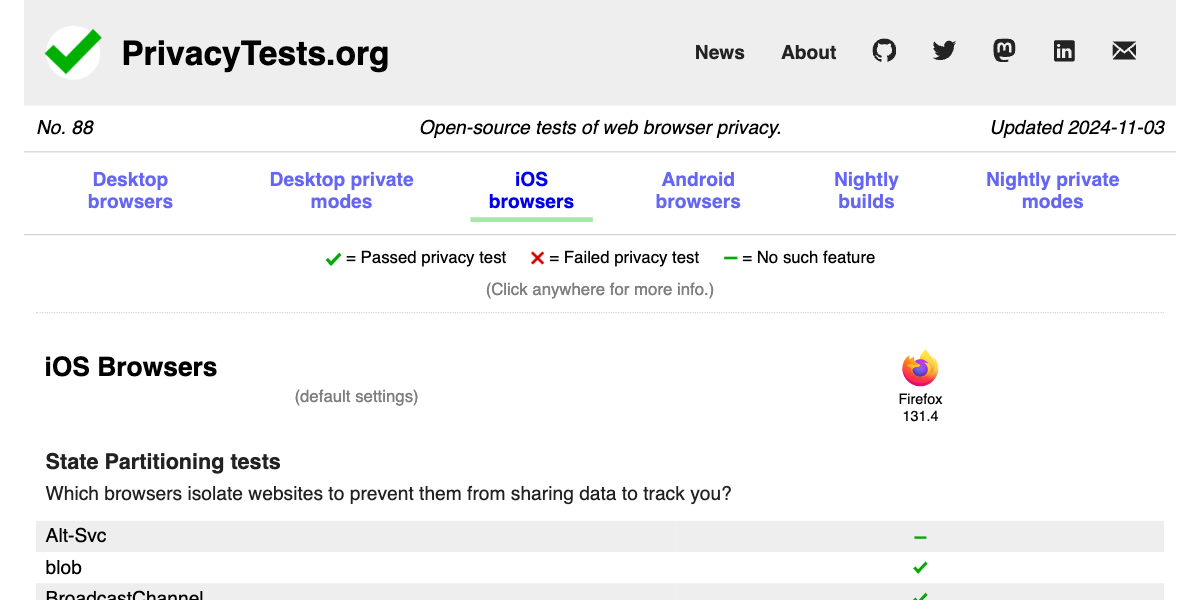 PrivacyTests.org
News About
No. 88 Open-source tests of web browser privacy. Updated 2024-11-03
Desktop browsers Desktop private modes iOS browsers Android browsers Nightly builds Nightly private modes
= Passed privacy test = Failed privacy test = No such feature
(Click anywhere for more info.)
iOS Browsers
(default settings)
Firefox
131.4
State Partitioning tests
Which browsers isolate websites to prevent them from sharing data to track you?
Alt-Svc
blob
BroadcastChannel